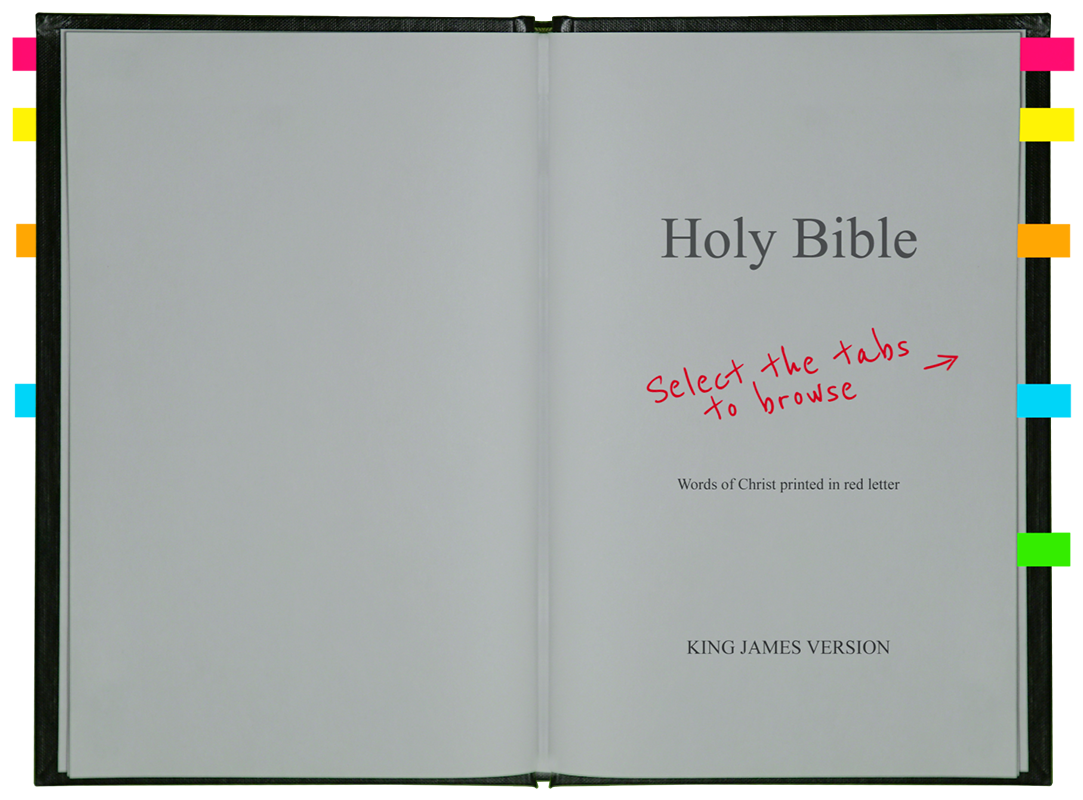 Holy Bible
Select the tabs →
to browse
Words of Christ printed in red letter
KING JAMES VERSION